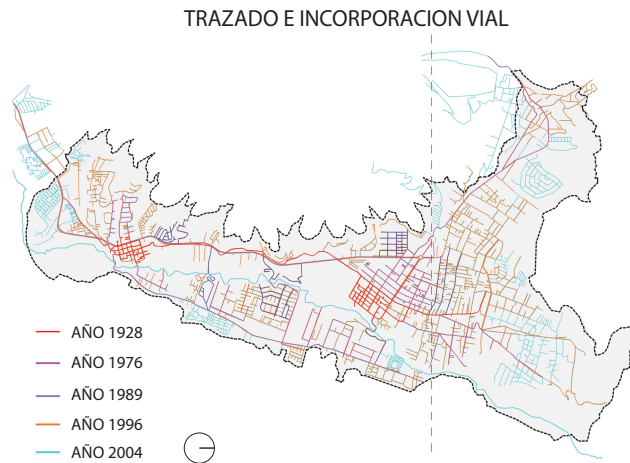 TRAZADO E INCORPORACION VIAL
AÑO 1928
AÑO 1976
AÑO 1989
AÑO 1996
AÑO 2004